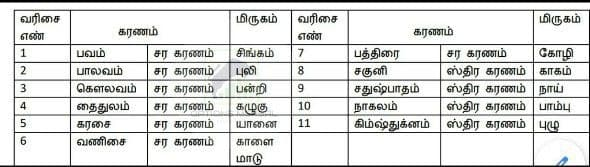 வரிசை எண் கரணம் மிருகம் வரிசை எண் கரணம் மிருகம்
1 பவம் சர கரணம் சிங்கம் 7 பத்திரை சர கரணம் கோழி
2 பாலவம் சர கரணம் புலி 8 சகுனி ஸ்திர கரணம் காகம்
3 கௌலவம் சர கரணம் பன்றி 9 சதுஷ்பாதம் ஸ்திர கரணம் நாய்
4 தைதுலம் சர கரணம் கழுகு 10 நாகலம் ஸ்திர கரணம் பாம்பு
5 கரசை சர கரணம் யானை 11 கிம்ஷ்துக்னம் ஸ்திர கரணம் புழு
6 வணிசை சர கரணம் காளை மாடு